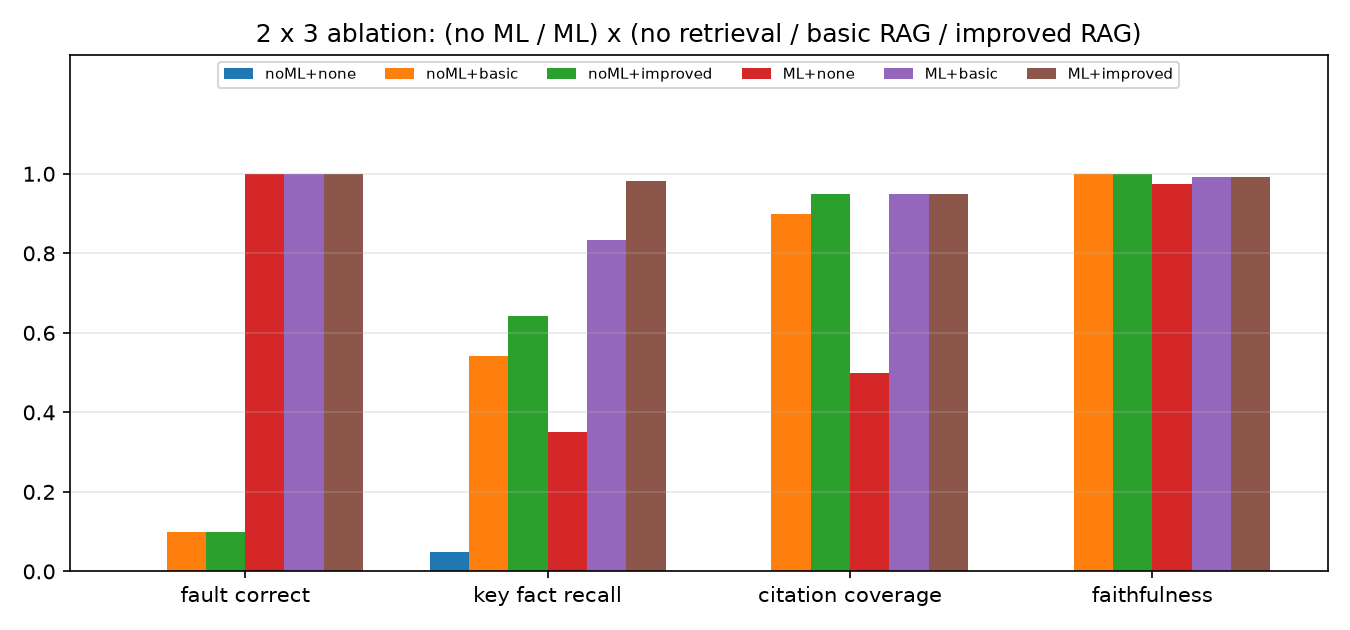 2 x 3 ablation: (no ML / ML) x (no retrieval / basic RAG / improved RAG)
noML+none noML+basic noML+improved ML+none ML+basic ML+improved
1.0
0.8
0.6
0.4
0.2
0.0
fault correct key fact recall citation coverage faithfulness